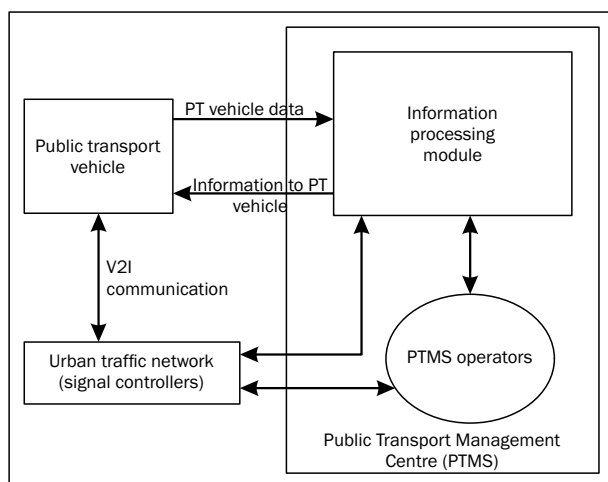 PT vehicle data
Public transport
vehicle
Information
processing
module
Information to PT
vehicle
V2I
communication
Urban traffic network
(signal controllers)
PTMS operators
Public Transport Management
Centre (PTMS)